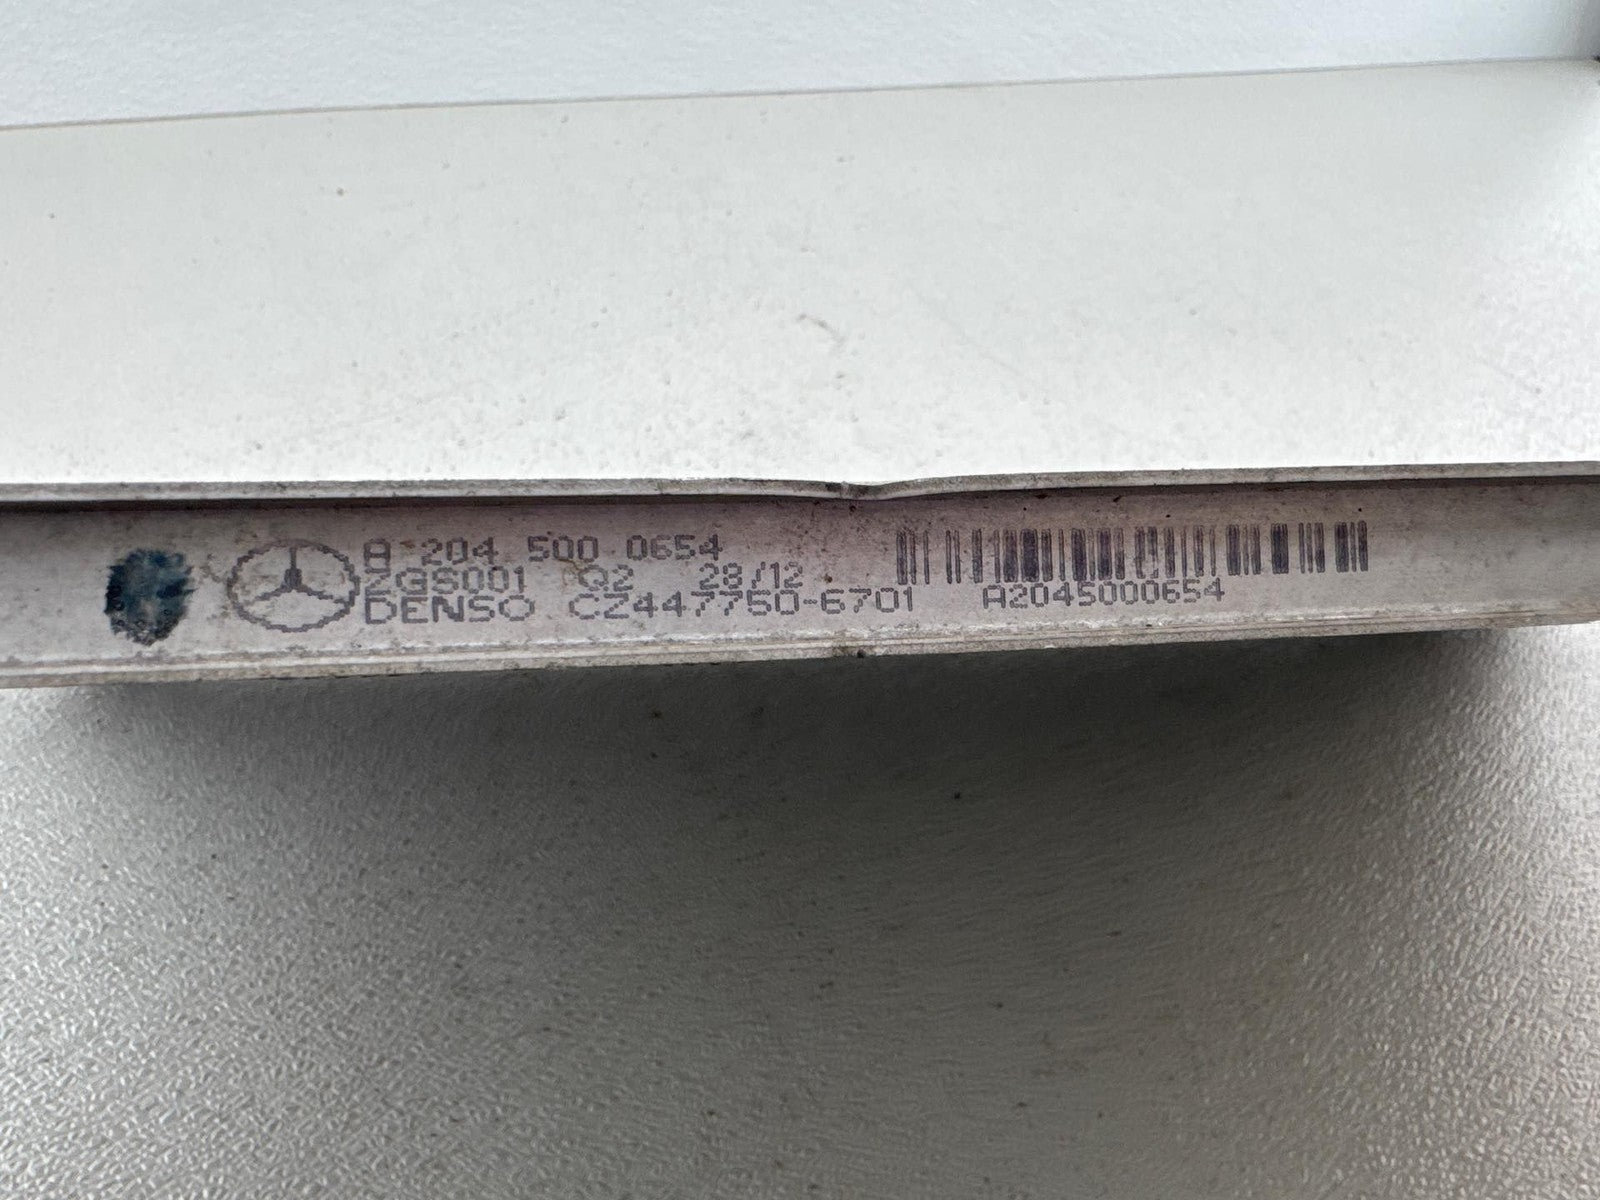 A 204 500 0654
ZGS001 Q2 28/12
DENSO CZ447750-6701
A2045000654